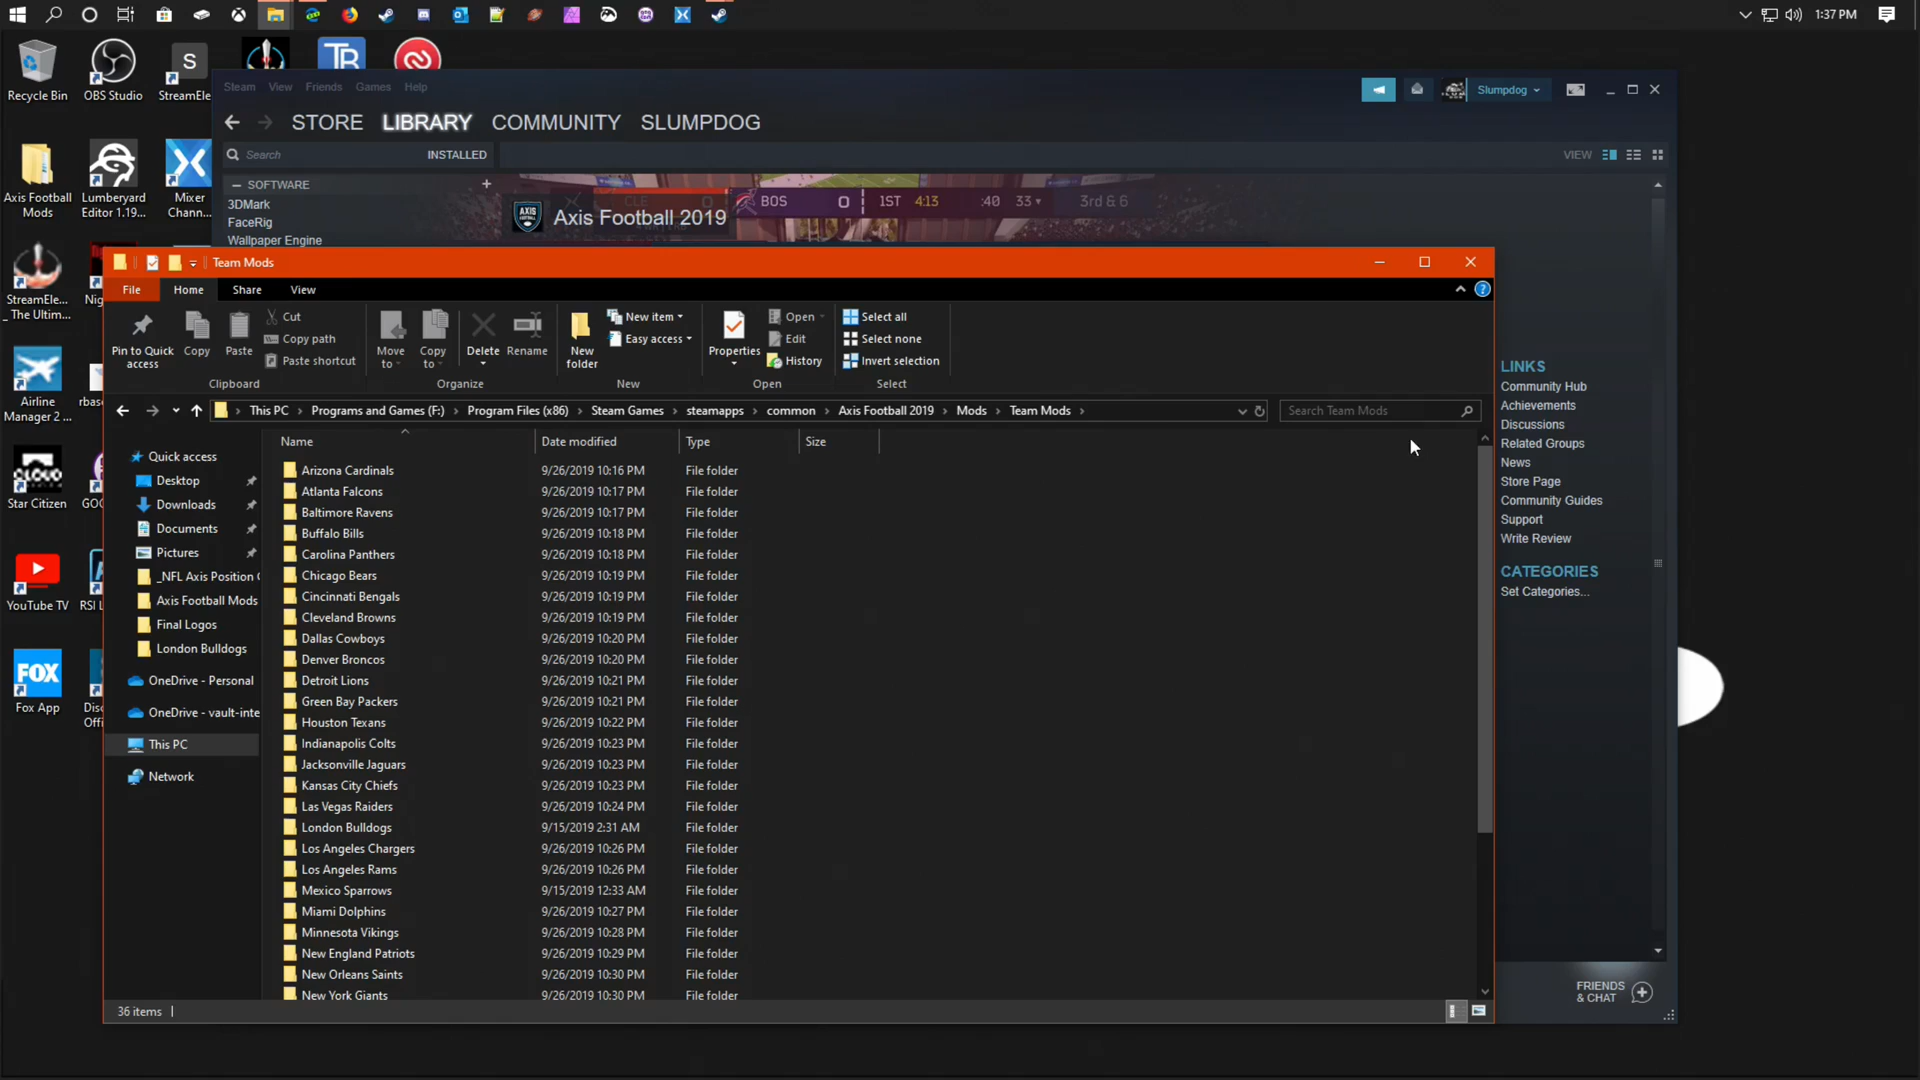 1:37 PM
Recycle Bin
OBS Studio
S
StreamEle...
TR
Steam View Friends Games Help
Slumpdog
STORE LIBRARY COMMUNITY SLUMPDOG
Search
INSTALLED
VIEW
SOFTWARE
3DMark
FaceRig
Wallpaper Engine
AXIS FOOTBALL
Axis Football 2019
CLE 0
BOS 0 1ST 4:13 :40 33 3rd & 6
Axis Football Mods
Lumberyard Editor 1.19...
Mixer Chann...
StreamEle... _ The Ultim...
Airline Manager 2 ...
CLOUD
Star Citizen
YouTube TV
FOX
Fox App
Team Mods
File Home Share View
Pin to Quick access
Copy
Paste
Cut
Copy path
Paste shortcut
Clipboard
Move to
Copy to
Delete
Rename
Organize
New folder
New item
Easy access
New
Properties
Open
Edit
History
Open
Select all
Select none
Invert selection
Select
This PC > Programs and Games (F:) > Program Files (x86) > Steam Games > steamapps > common > Axis Football 2019 > Mods > Team Mods >
Search Team Mods
Quick access
Desktop
Downloads
Documents
Pictures
_NFL Axis Position
Axis Football Mods
Final Logos
London Bulldogs
OneDrive - Personal
OneDrive - vault-inte
This PC
Network
Name Date modified Type Size
Arizona Cardinals 9/26/2019 10:16 PM File folder
Atlanta Falcons 9/26/2019 10:17 PM File folder
Baltimore Ravens 9/26/2019 10:17 PM File folder
Buffalo Bills 9/26/2019 10:18 PM File folder
Carolina Panthers 9/26/2019 10:18 PM File folder
Chicago Bears 9/26/2019 10:19 PM File folder
Cincinnati Bengals 9/26/2019 10:19 PM File folder
Cleveland Browns 9/26/2019 10:19 PM File folder
Dallas Cowboys 9/26/2019 10:20 PM File folder
Denver Broncos 9/26/2019 10:20 PM File folder
Detroit Lions 9/26/2019 10:21 PM File folder
Green Bay Packers 9/26/2019 10:21 PM File folder
Houston Texans 9/26/2019 10:22 PM File folder
Indianapolis Colts 9/26/2019 10:23 PM File folder
Jacksonville Jaguars 9/26/2019 10:23 PM File folder
Kansas City Chiefs 9/26/2019 10:23 PM File folder
Las Vegas Raiders 9/26/2019 10:24 PM File folder
London Bulldogs 9/15/2019 2:31 AM File folder
Los Angeles Chargers 9/26/2019 10:26 PM File folder
Los Angeles Rams 9/26/2019 10:26 PM File folder
Mexico Sparrows 9/15/2019 12:33 AM File folder
Miami Dolphins 9/26/2019 10:27 PM File folder
Minnesota Vikings 9/26/2019 10:28 PM File folder
New England Patriots 9/26/2019 10:29 PM File folder
New Orleans Saints 9/26/2019 10:30 PM File folder
New York Giants 9/26/2019 10:30 PM File folder
36 items
LINKS
Community Hub
Achievements
Discussions
Related Groups
News
Store Page
Community Guides
Support
Write Review
CATEGORIES
Set Categories...
FRIENDS & CHAT